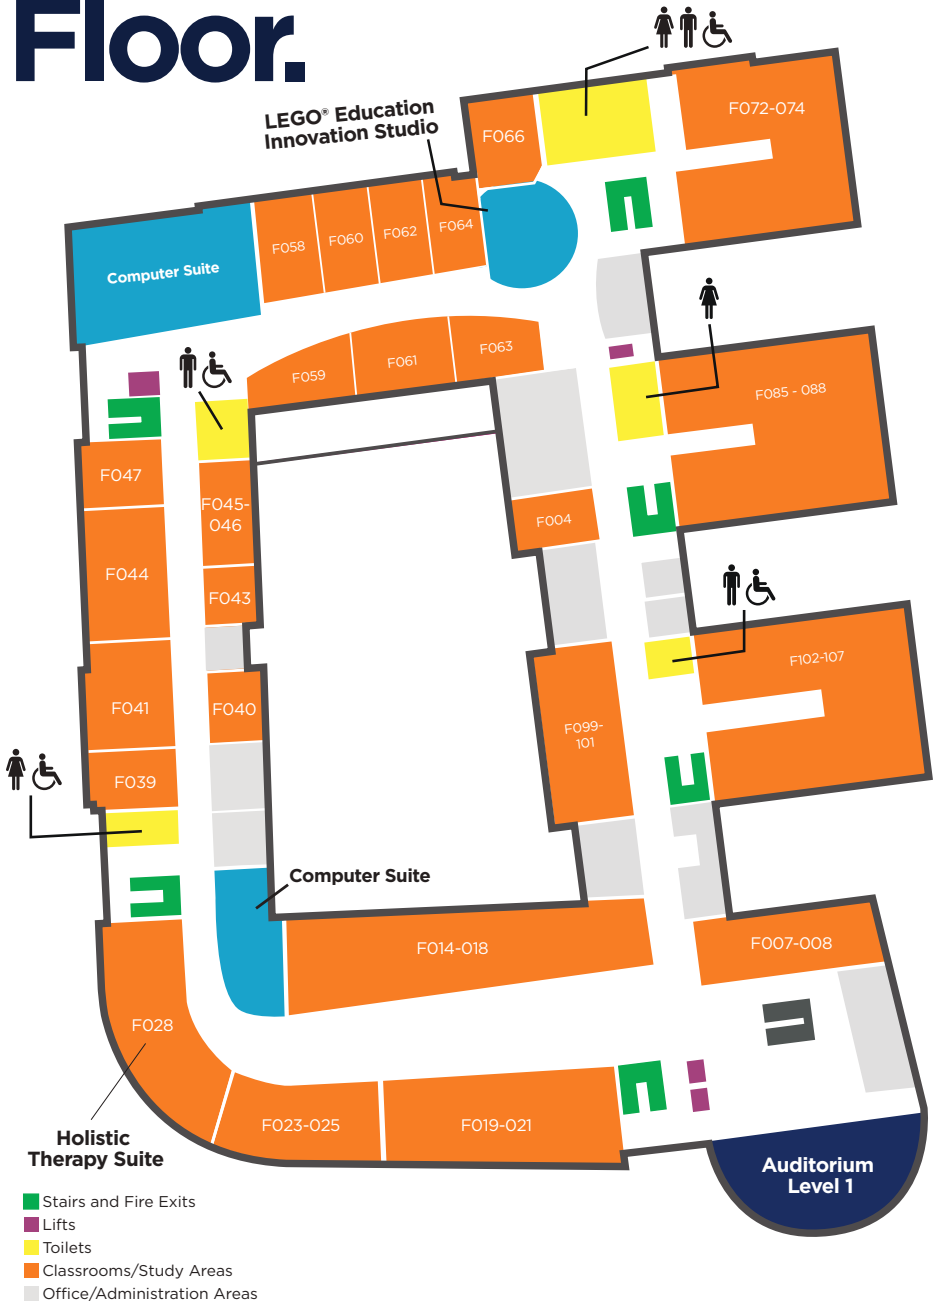 Floor.
LEGO® Education
Innovation Studio
F066
F072-074
F058
F060
F062
F064
Computer Suite
F059
F061
F063
F085 - 088
F047
F045-
046
F004
F044
F043
F102-107
F041
F040
F099-
101
F039
Computer Suite
F014-018
F007-008
F028
F023-025
F019-021
Holistic
Therapy Suite
Auditorium
Level 1
Stairs and Fire Exits
Lifts
Toilets
Classrooms/Study Areas
Office/Administration Areas